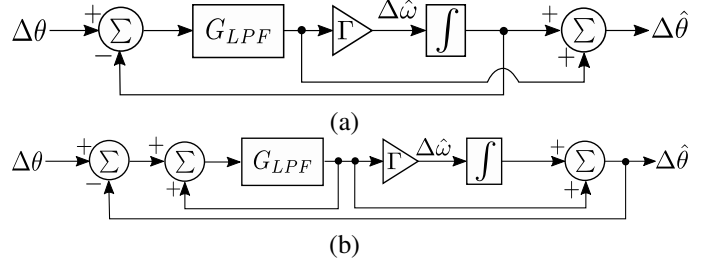 Δθ + − Σ G_LPF Γ Δω̂ ∫ + + Σ Δθ̂
(a)
Δθ + − Σ + + Σ G_LPF Γ Δω̂ ∫ + + Σ Δθ̂
(b)